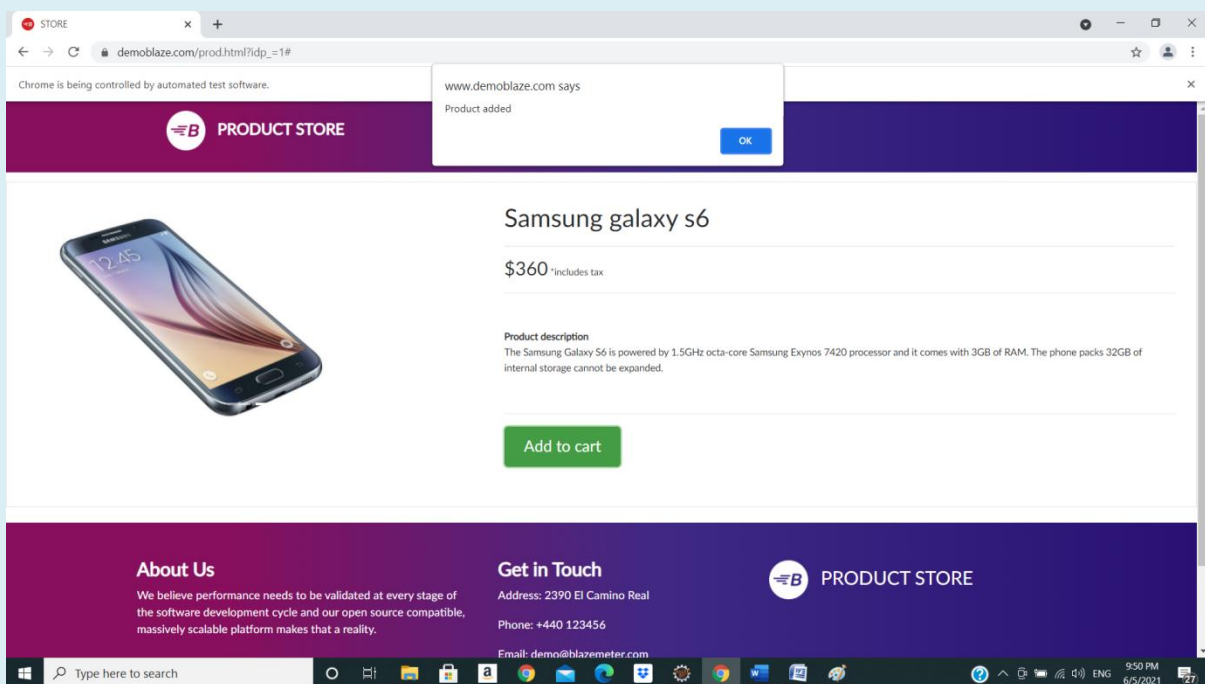 STORE
demoblaze.com/prod.html?idp_=1#
Chrome is being controlled by automated test software.
www.demoblaze.com says
Product added
OK
PRODUCT STORE
SAMSUNG
12:45
Samsung galaxy s6
$360 *includes tax
Product description
The Samsung Galaxy S6 is powered by 1.5GHz octa-core Samsung Exynos 7420 processor and it comes with 3GB of RAM. The phone packs 32GB of
internal storage cannot be expanded.
Add to cart
About Us
We believe performance needs to be validated at every stage of
the software development cycle and our open source compatible,
massively scalable platform makes that a reality.
Get in Touch
Address: 2390 El Camino Real
Phone: +440 123456
Email: demo@blazemeter.com
B PRODUCT STORE
Type here to search
ENG
9:50 PM
6/5/2021
27